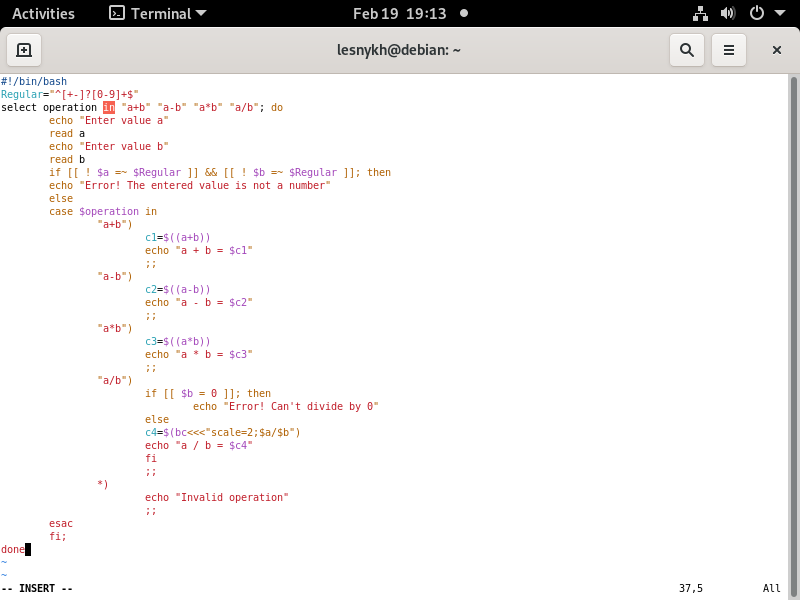 Activities Terminal Feb 19 19:13
lesnykh@debian: ~
#!/bin/bash
Regular="^[+-]?[0-9]+$"
select operation in "a+b" "a-b" "a*b" "a/b"; do
        echo "Enter value a"
        read a
        echo "Enter value b"
        read b
        if [[ ! $a =~ $Regular ]] && [[ ! $b =~ $Regular ]]; then
        echo "Error! The entered value is not a number"
        else
        case $operation in
                "a+b")
                        c1=$((a+b))
                        echo "a + b = $c1"
                        ;;
                "a-b")
                        c2=$((a-b))
                        echo "a - b = $c2"
                        ;;
                "a*b")
                        c3=$((a*b))
                        echo "a * b = $c3"
                        ;;
                "a/b")
                        if [[ $b = 0 ]]; then
                                echo "Error! Can't divide by 0"
                        else
                        c4=$(bc<<<"scale=2;$a/$b")
                        echo "a / b = $c4"
                        fi
                        ;;
                *)
                        echo "Invalid operation"
                        ;;
        esac
        fi;
done
~
~
-- INSERT -- 37,5 All